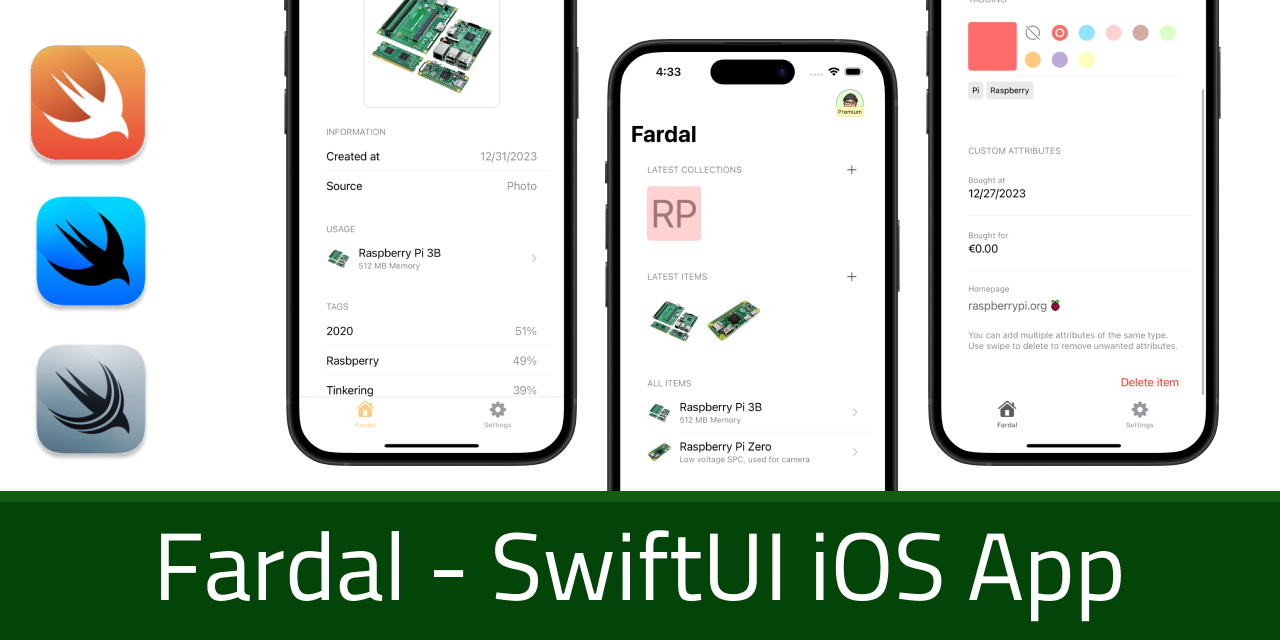 INFORMATION
Created at 12/31/2023
Source Photo
USAGE
Raspberry Pi 3B
512 MB Memory
TAGS
2020 51%
Rasbperry 49%
Tinkering 39%
Fardal Settings
4:33
Premium
Fardal
LATEST COLLECTIONS
RP
LATEST ITEMS
ALL ITEMS
Raspberry Pi 3B
512 MB Memory
Raspberry Pi Zero
Low voltage SPC, used for camera
TAGGING
Pi Raspberry
CUSTOM ATTRIBUTES
Bought at
12/27/2023
Bought for
€0.00
Homepage
raspberrypi.org
You can add multiple attributes of the same type.
Use swipe to delete to remove unwanted attributes.
Delete item
Fardal Settings
Fardal - SwiftUI iOS App